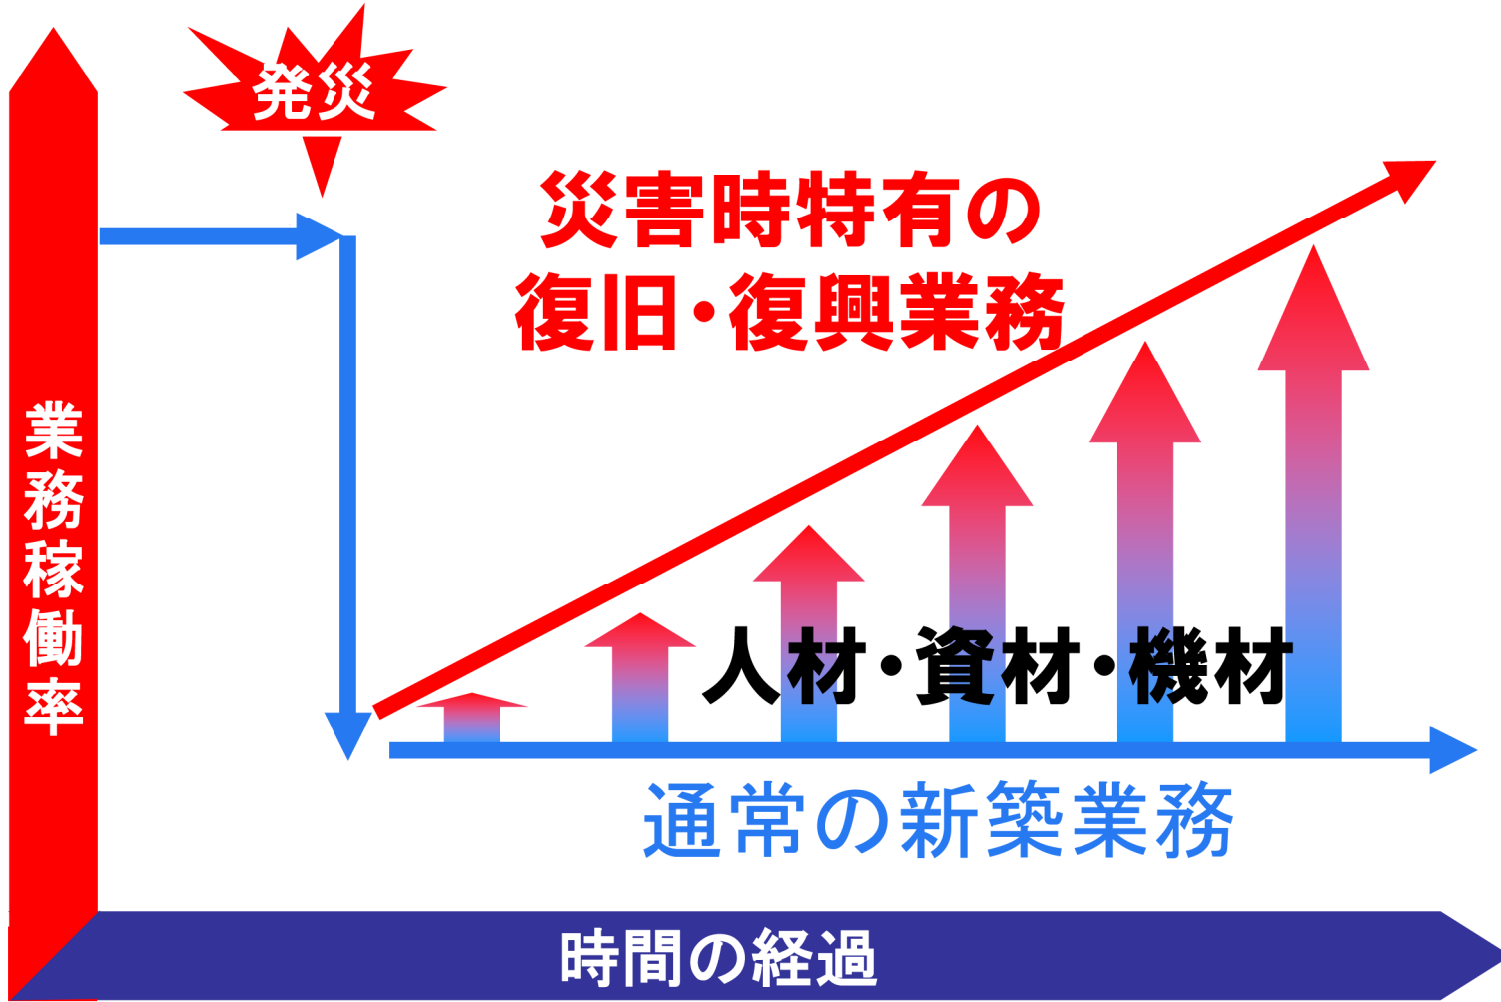 発災
災害時特有の
復旧・復興業務
業務稼働率
人材・資材・機材
通常の新築業務
時間の経過